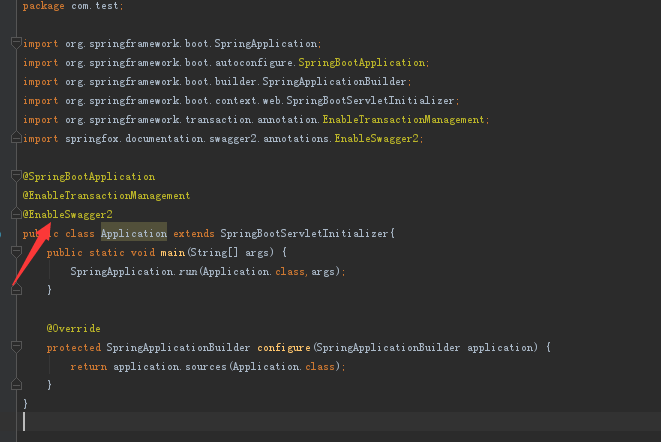 package com.test;
import org.springframework.boot.SpringApplication;
import org.springframework.boot.autoconfigure.SpringBootApplication;
import org.springframework.boot.builder.SpringApplicationBuilder;
import org.springframework.boot.context.web.SpringBootServletInitializer;
import org.springframework.transaction.annotation.EnableTransactionManagement;
import springfox.documentation.swagger2.annotations.EnableSwagger2;
@SpringBootApplication
@EnableTransactionManagement
@EnableSwagger2
public class Application extends SpringBootServletInitializer{
public static void main(String[] args) {
SpringApplication.run(Application.class,args);
}
@Override
protected SpringApplicationBuilder configure(SpringApplicationBuilder application) {
return application.sources(Application.class);
}
}